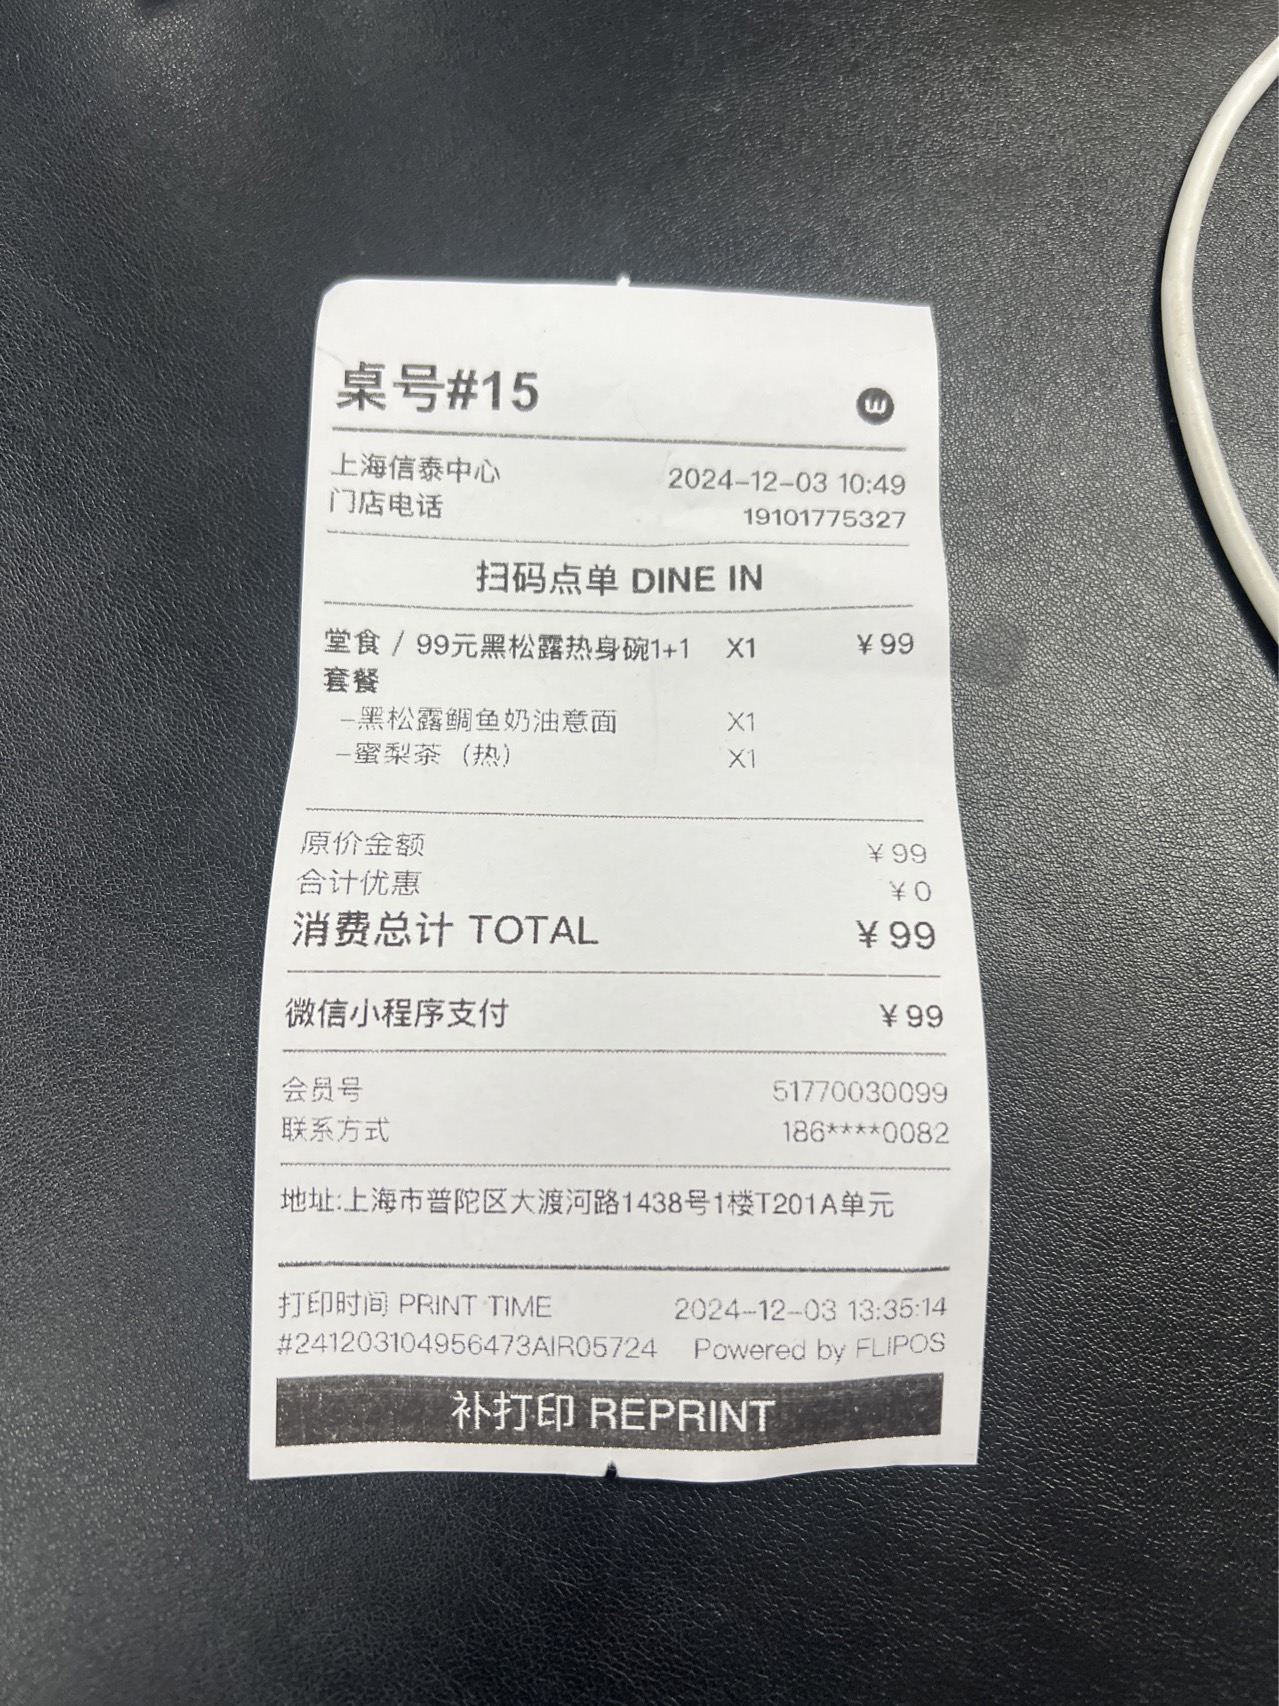 桌号#15
W
上海信泰中心 2024-12-03 10:49
门店电话 19101775327
扫码点单 DINE IN
堂食 / 99元黑松露热身碗1+1 X1 ¥99
套餐
-黑松露鲷鱼奶油意面 X1
-蜜梨茶（热） X1
原价金额 ¥99
合计优惠 ¥0
消费总计 TOTAL ¥99
微信小程序支付 ¥99
会员号 51770030099
联系方式 186****0082
地址:上海市普陀区大渡河路1438号1楼T201A单元
打印时间 PRINT TIME 2024-12-03 13:35:14
#241203104956473AIR05724 Powered by FLIPOS
补打印 REPRINT